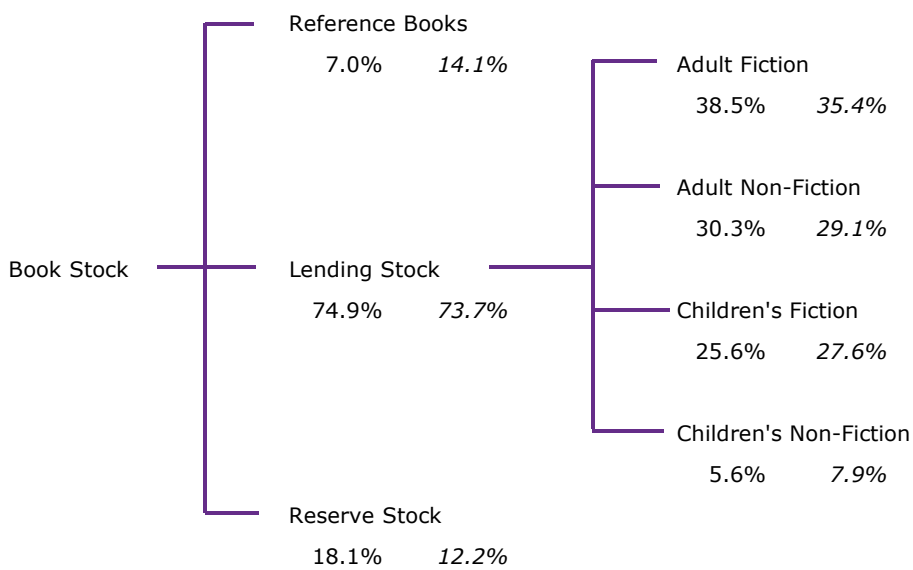 Reference Books
7.0% 14.1%
Adult Fiction
38.5% 35.4%
Adult Non-Fiction
30.3% 29.1%
Book Stock
Lending Stock
74.9% 73.7%
Children's Fiction
25.6% 27.6%
Children's Non-Fiction
5.6% 7.9%
Reserve Stock
18.1% 12.2%